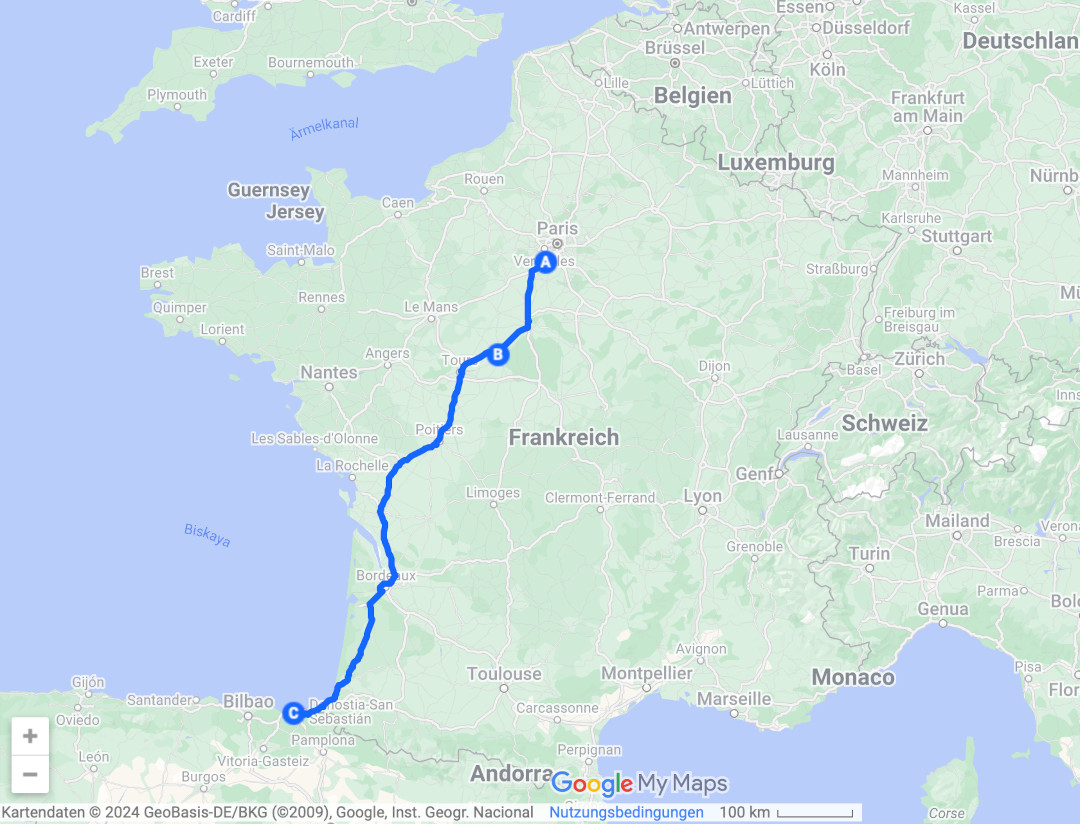 Cardiff
Essen
Kassel
Antwerpen
Düsseldorf
Brüssel
Deutschlan
Exeter
Bournemouth
Köln
Lille
Lüttich
Plymouth
Belgien
Frankfurt
am Main
Ärmelkanal
Luxemburg
Rouen
Mannheim
Nürnb
Guernsey
Jersey
Caen
Karlsruhe
Paris
Stuttgart
Saint-Malo
A
Brest
Straßburg
Mü
Rennes
Le Mans
Quimper
Freiburg im
Breisgau
Lorient
B
Angers
Zürich
Dijon
Basel
Nantes
Inns
Schweiz
Poitiers
Les Sables-d'Olonne
Frankreich
Lausanne
La Rochelle
Genf
Limoges
Clermont-Ferrand
Lyon
Mailand
Biskaya
Verona
Brescia
Grenoble
Turin
Bordeaux
Parma
Bolo
Genua
Avignon
Toulouse
Montpellier
Pisa
Monaco
Gijón
Flor
Santander
Bilbao
Marseille
C
Donostia-San
Sebastián
Oviedo
Carcassonne
Pamplona
Perpignan
León
Vitoria-Gasteiz
Burgos
Andorra
Google My Maps
Corse
Kartendaten © 2024 GeoBasis-DE/BKG (©2009), Google, Inst. Geogr. Nacional Nutzungsbedingungen 100 km